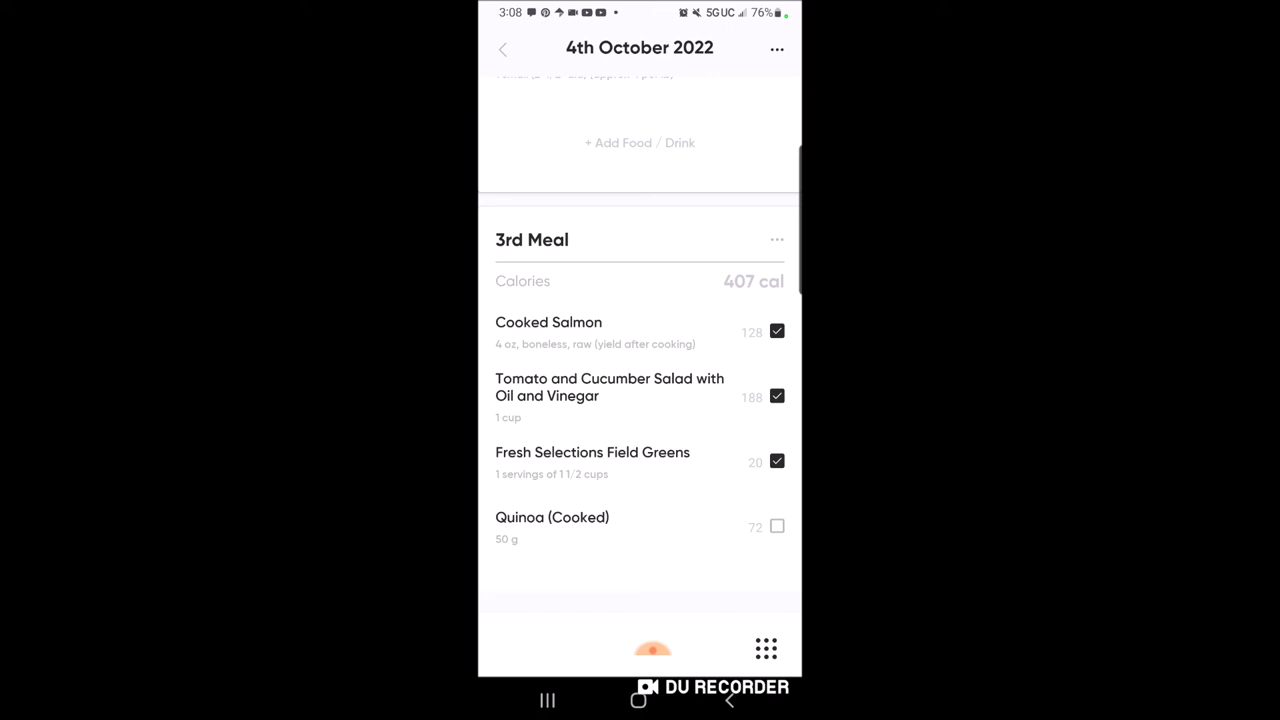 3:08
5GUC
76%
4th October 2022
+ Add Food / Drink
3rd Meal
Calories 407 cal
Cooked Salmon
128
4 oz, boneless, raw (yield after cooking)
Tomato and Cucumber Salad with
Oil and Vinegar
188
1 cup
Fresh Selections Field Greens
20
1 servings of 1 1/2 cups
Quinoa (Cooked)
72
50 g
DU RECORDER